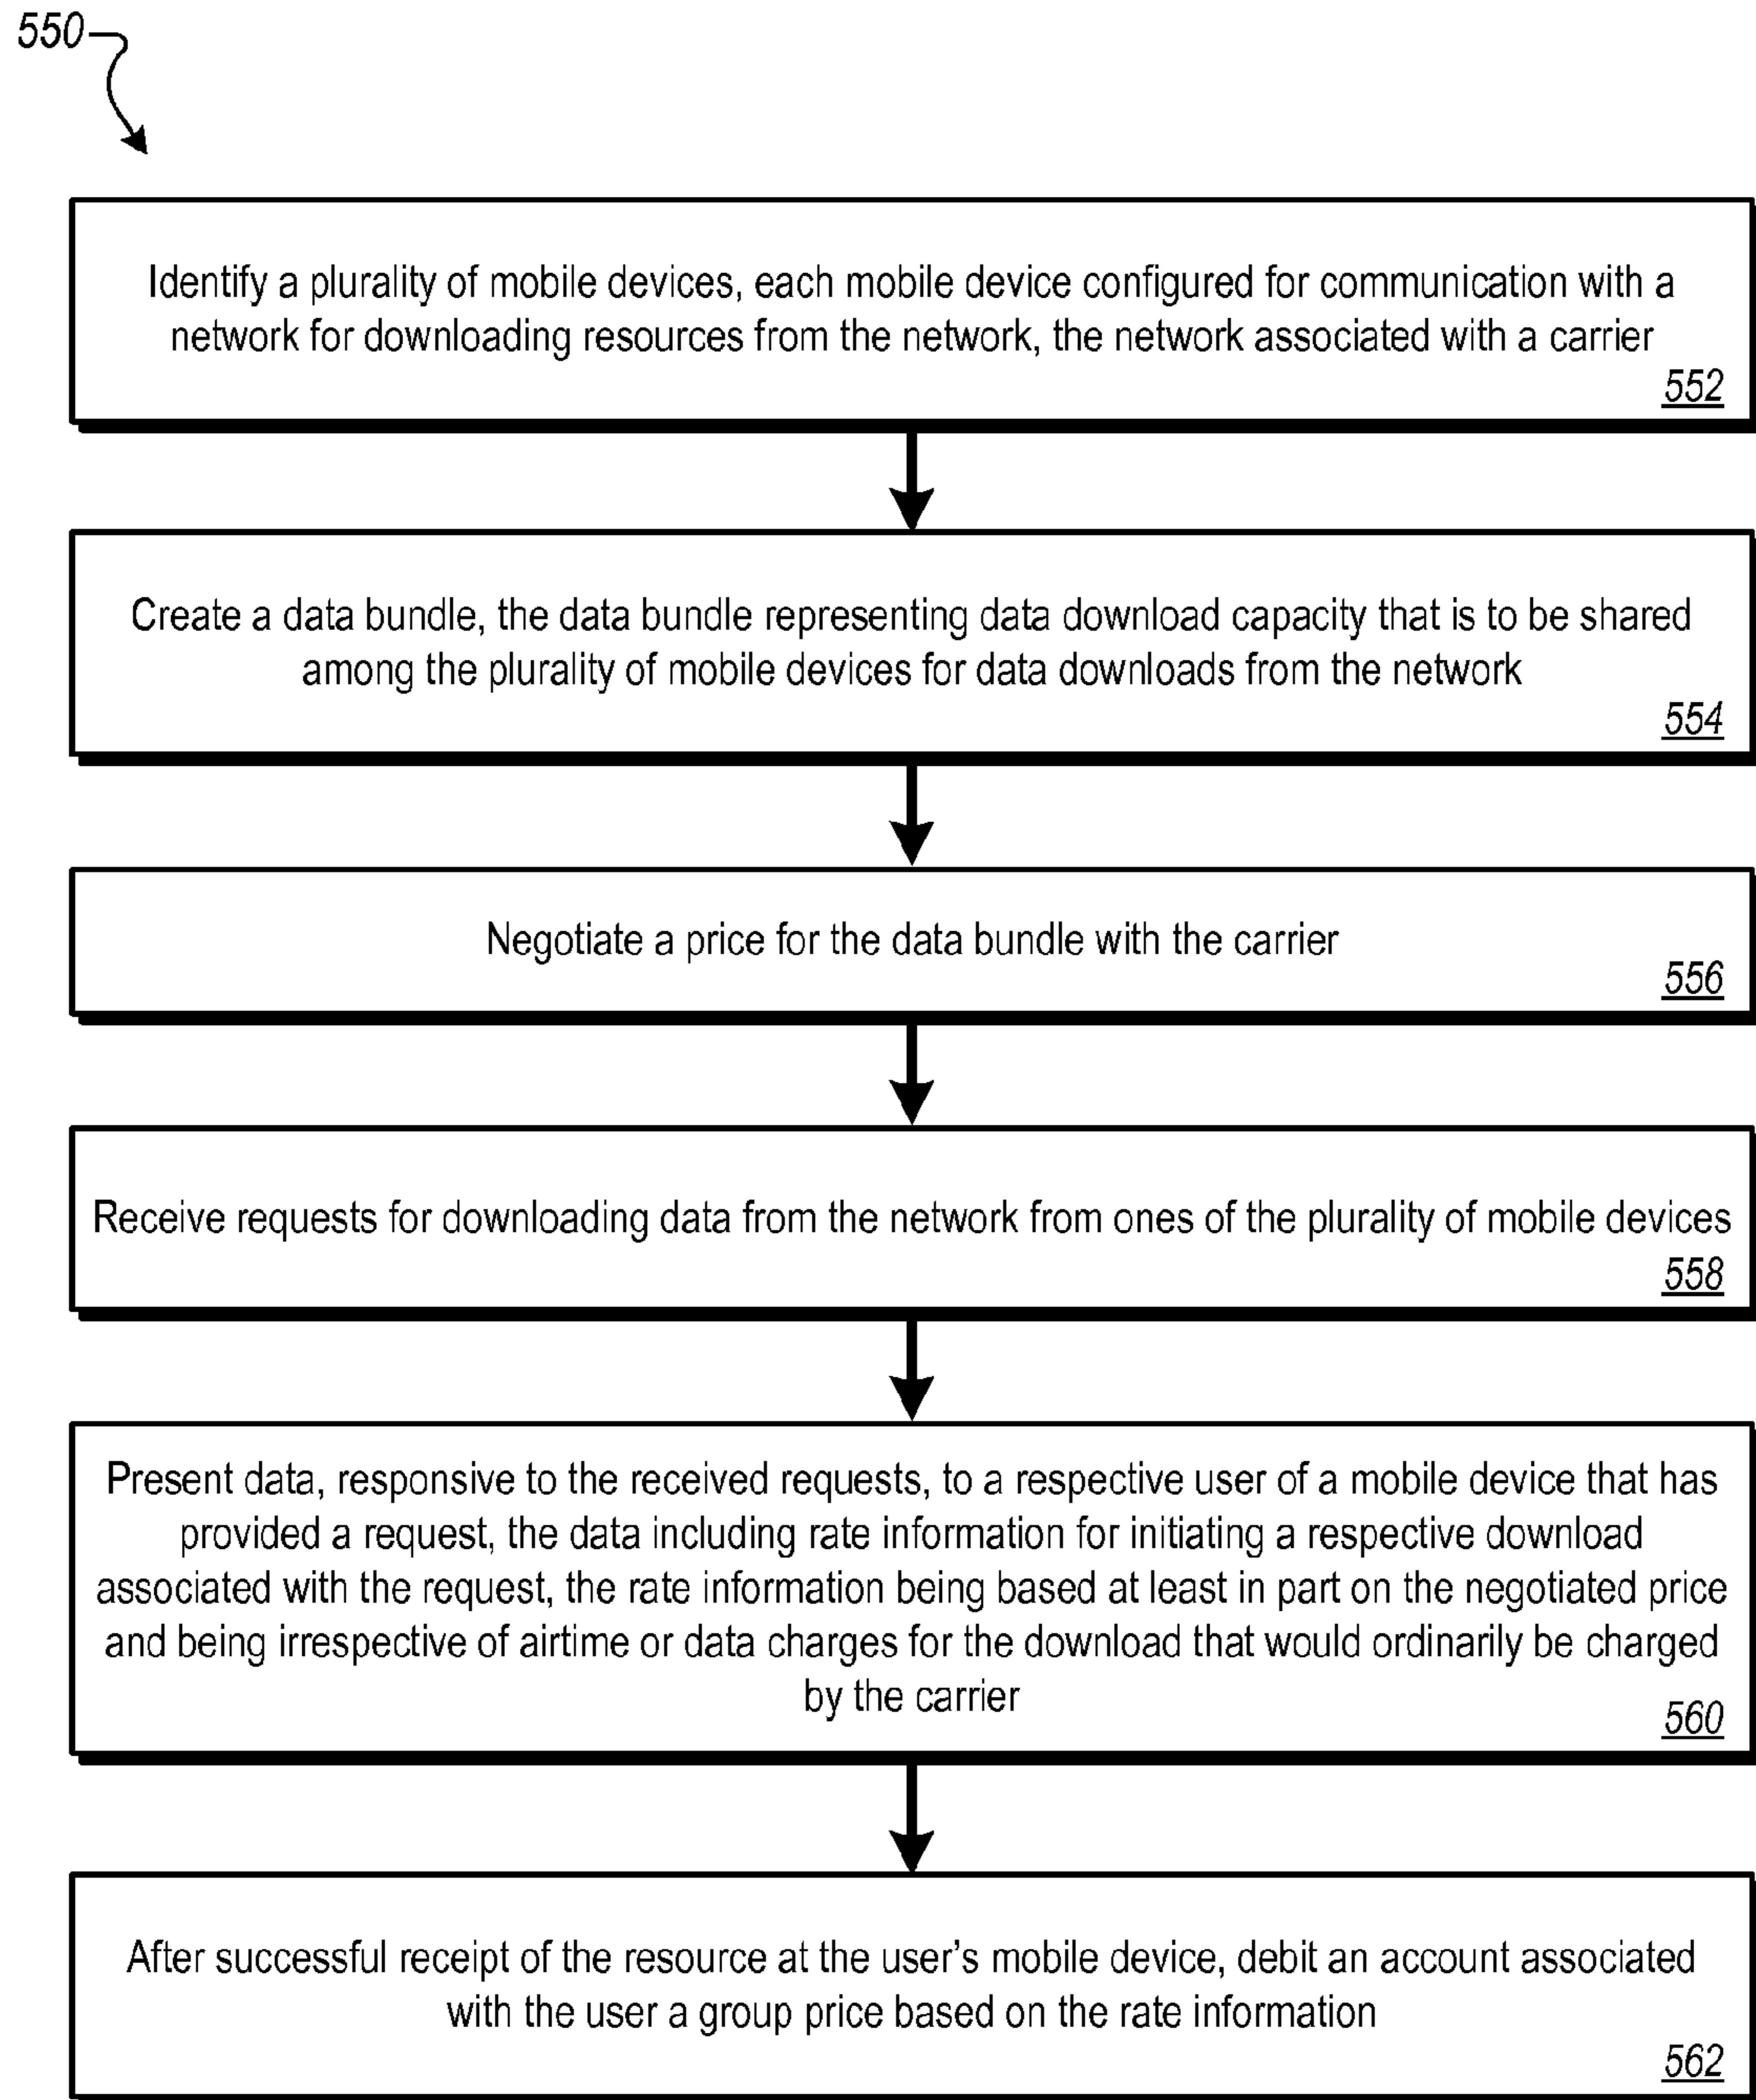 550
Identify a plurality of mobile devices, each mobile device configured for communication with a
network for downloading resources from the network, the network associated with a carrier
552
Create a data bundle, the data bundle representing data download capacity that is to be shared
among the plurality of mobile devices for data downloads from the network
554
Negotiate a price for the data bundle with the carrier
556
Receive requests for downloading data from the network from ones of the plurality of mobile devices
558
Present data, responsive to the received requests, to a respective user of a mobile device that has
provided a request, the data including rate information for initiating a respective download
associated with the request, the rate information being based at least in part on the negotiated price
and being irrespective of airtime or data charges for the download that would ordinarily be charged
by the carrier
560
After successful receipt of the resource at the user's mobile device, debit an account associated
with the user a group price based on the rate information
562